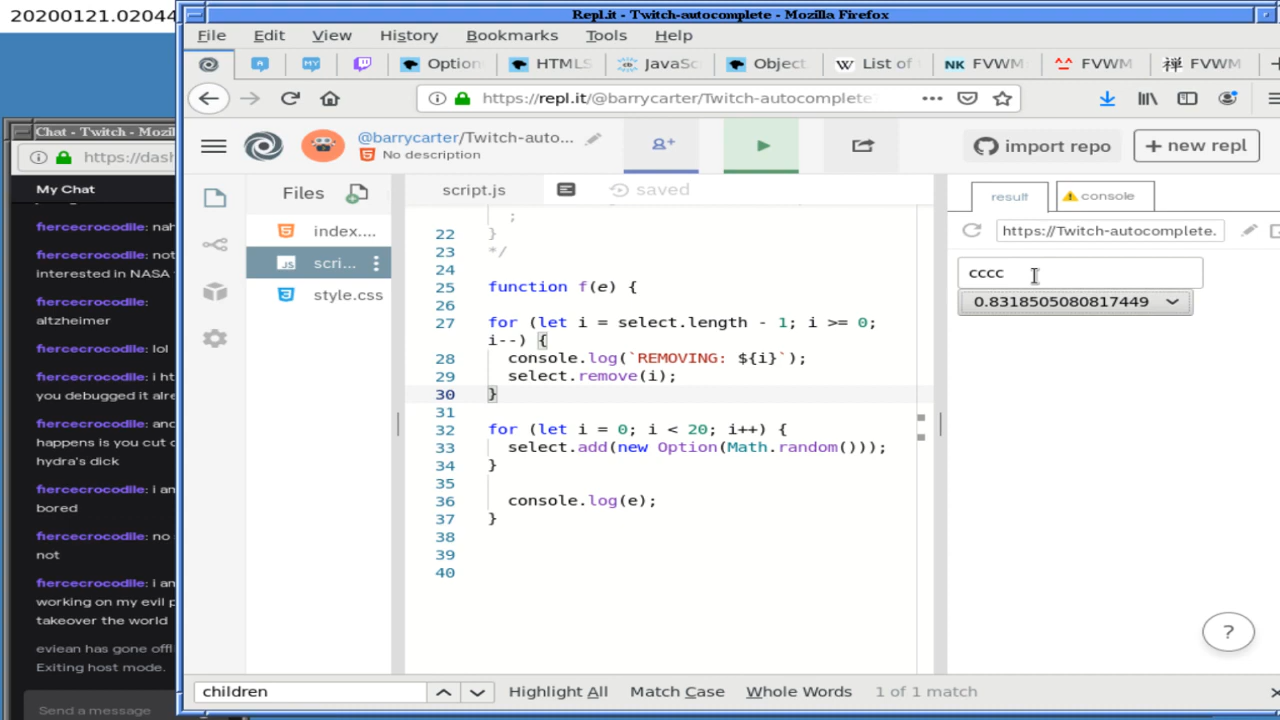 20200121.02044
Repl.it - Twitch-autocomplete - Mozilla Firefox
File Edit View History Bookmarks Tools Help
Option HTML5 JavaSc Object List of NK FVWM ^^ FVWM 禅 FVWM
https://repl.it/@barrycarter/Twitch-autocomplete
@barrycarter/Twitch-auto...
No description
import repo
+ new repl
Files
script.js
saved
result
console
index....
scri...
style.css
https://Twitch-autocomplete.
cccc
0.8318505080817449
;
22 }
23 */
24
25 function f(e) {
26
27 for (let i = select.length - 1; i >= 0;
i--) {
28 console.log(`REMOVING: ${i}`);
29 select.remove(i);
30 }
31
32 for (let i = 0; i < 20; i++) {
33 select.add(new Option(Math.random()));
34 }
35
36 console.log(e);
37 }
38
39
40
?
children
Highlight All Match Case Whole Words 1 of 1 match
Chat - Twitch - Mozil
https://dash
My Chat
fiercecrocodile: nah
fiercecrocodile: not
interested in NASA
fiercecrocodile:
altzheimer
fiercecrocodile: lol
fiercecrocodile: i ht
you debugged it alre
fiercecrocodile: and
happens is you cut o
hydra's dick
fiercecrocodile: i am
bored
fiercecrocodile: no
not
fiercecrocodile: i am
working on my evil p
takeover the world
eviean has gone offl
Exiting host mode.
Send a message